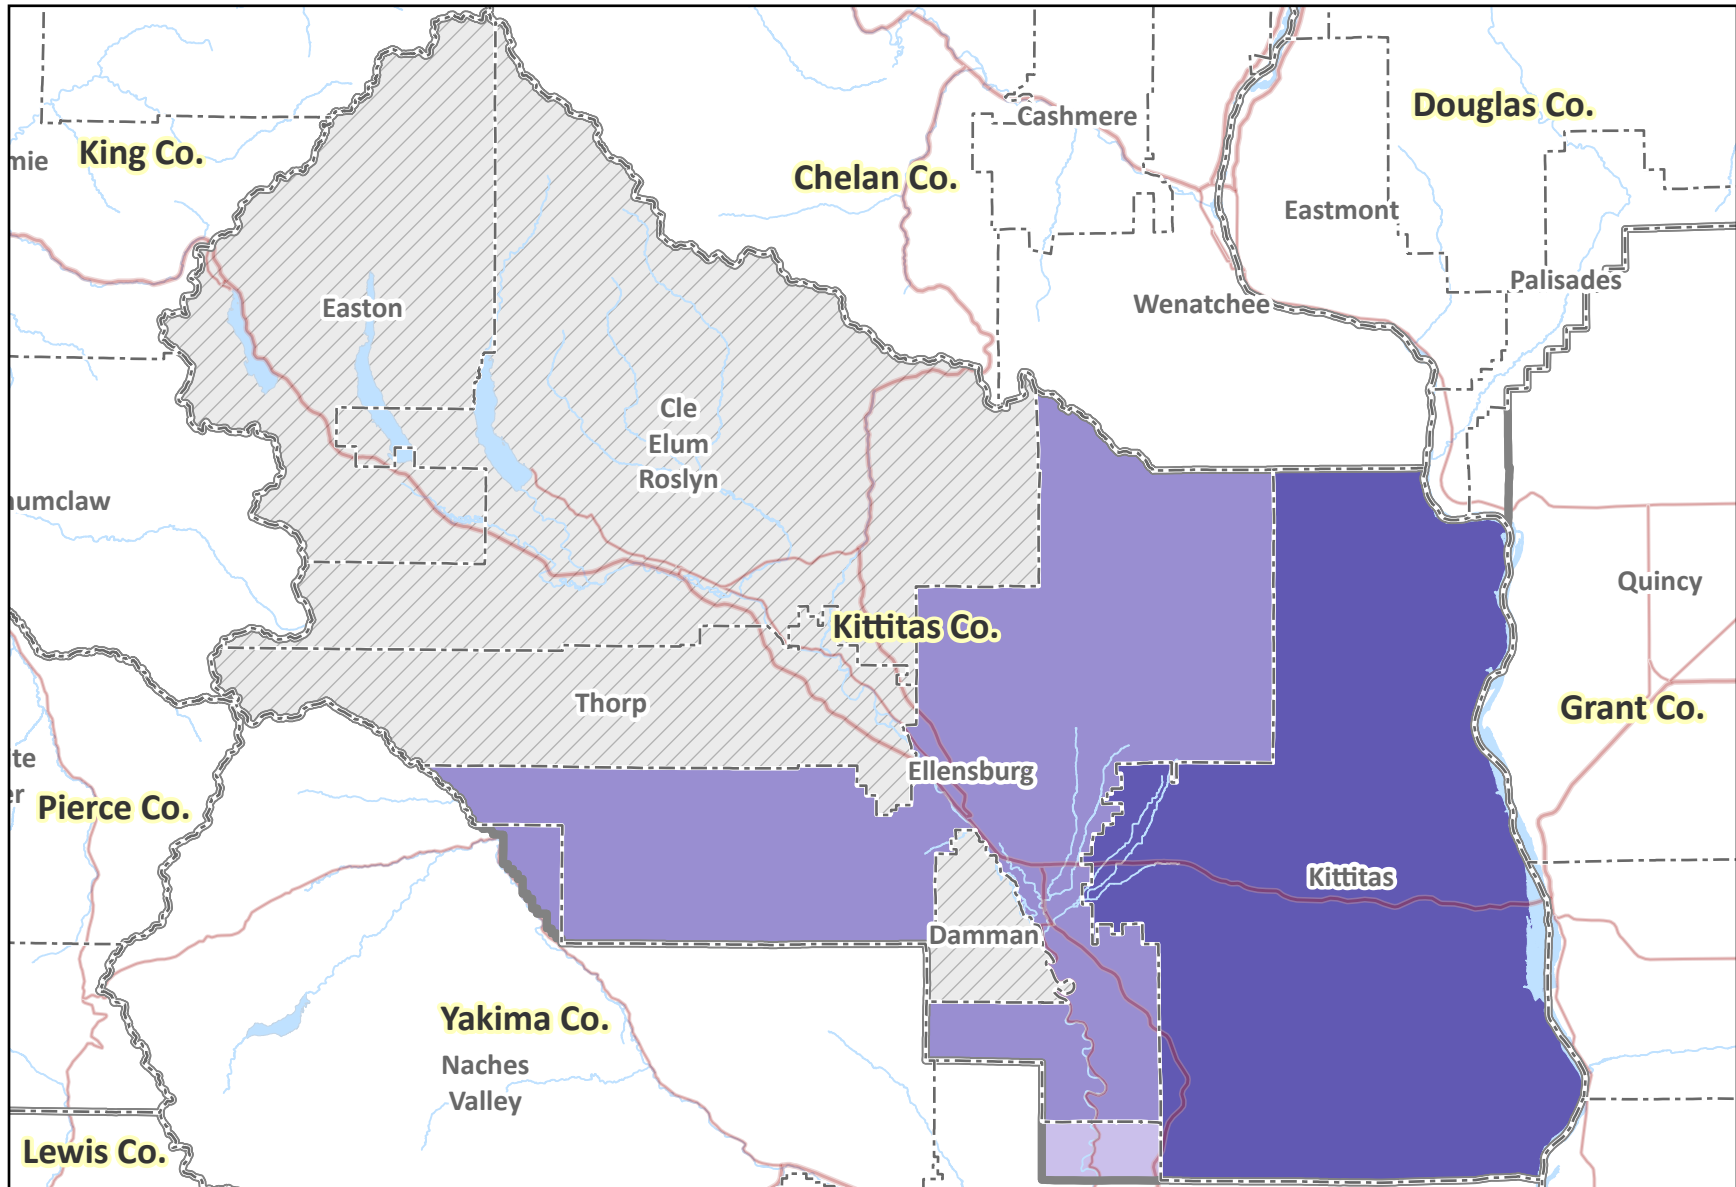 Douglas Co.
Cashmere
King Co.
mie
Chelan Co.
Eastmont
Palisades
Wenatchee
Easton
Cle
Elum
Roslyn
umclaw
Quincy
Kittitas Co.
Thorp
Grant Co.
te
er
Ellensburg
Pierce Co.
Kittitas
Damman
Yakima Co.
Naches
Valley
Lewis Co.